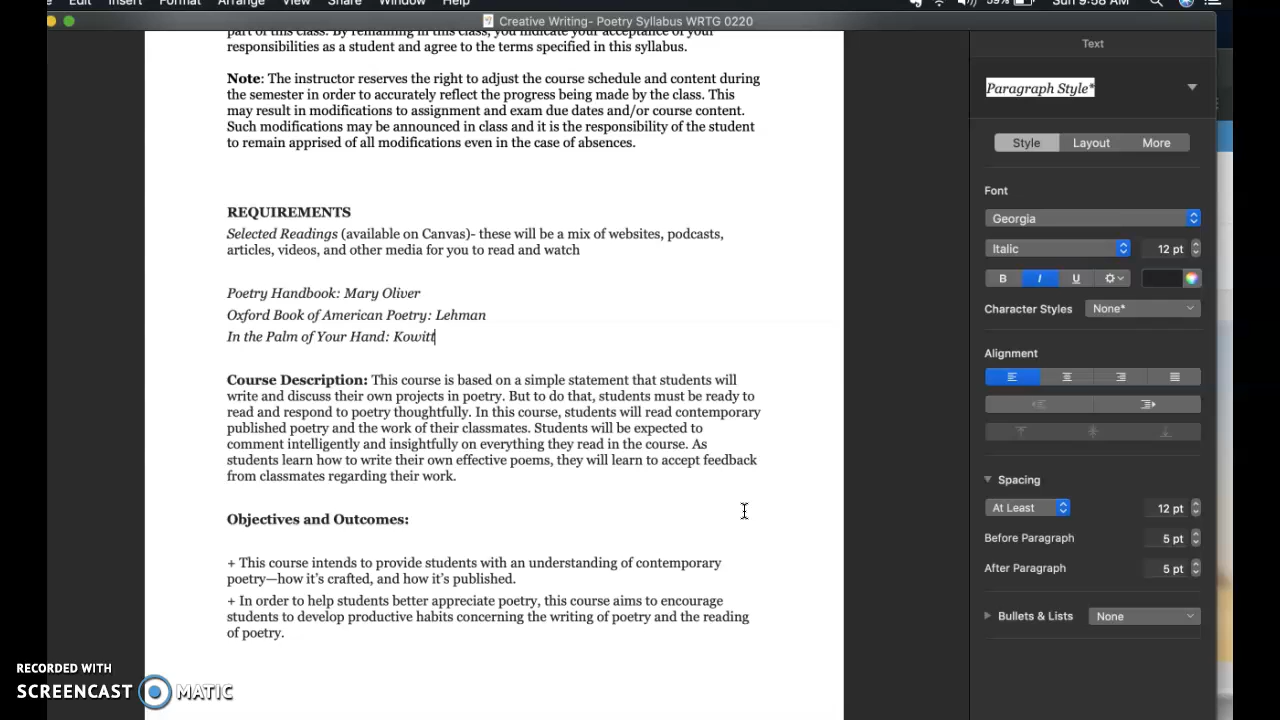 Edit Insert Format Arrange View Share Window Help 59% Sun 9:58 AM
Creative Writing- Poetry Syllabus WRTG 0220
part of this class. By remaining in this class, you indicate your acceptance of your
responsibilities as a student and agree to the terms specified in this syllabus.
Note: The instructor reserves the right to adjust the course schedule and content during
the semester in order to accurately reflect the progress being made by the class. This
may result in modifications to assignment and exam due dates and/or course content.
Such modifications may be announced in class and it is the responsibility of the student
to remain apprised of all modifications even in the case of absences.
REQUIREMENTS
Selected Readings (available on Canvas)- these will be a mix of websites, podcasts,
articles, videos, and other media for you to read and watch
Poetry Handbook: Mary Oliver
Oxford Book of American Poetry: Lehman
In the Palm of Your Hand: Kowitt
Course Description: This course is based on a simple statement that students will
write and discuss their own projects in poetry. But to do that, students must be ready to
read and respond to poetry thoughtfully. In this course, students will read contemporary
published poetry and the work of their classmates. Students will be expected to
comment intelligently and insightfully on everything they read in the course. As
students learn how to write their own effective poems, they will learn to accept feedback
from classmates regarding their work.
Objectives and Outcomes:
+ This course intends to provide students with an understanding of contemporary
poetry—how it's crafted, and how it's published.
+ In order to help students better appreciate poetry, this course aims to encourage
students to develop productive habits concerning the writing of poetry and the reading
of poetry.
Text
Paragraph Style*
Style Layout More
Font
Georgia
Italic 12 pt
B I U
Character Styles None*
Alignment
Spacing
At Least 12 pt
Before Paragraph 5 pt
After Paragraph 5 pt
Bullets & Lists None
RECORDED WITH
SCREENCAST MATIC